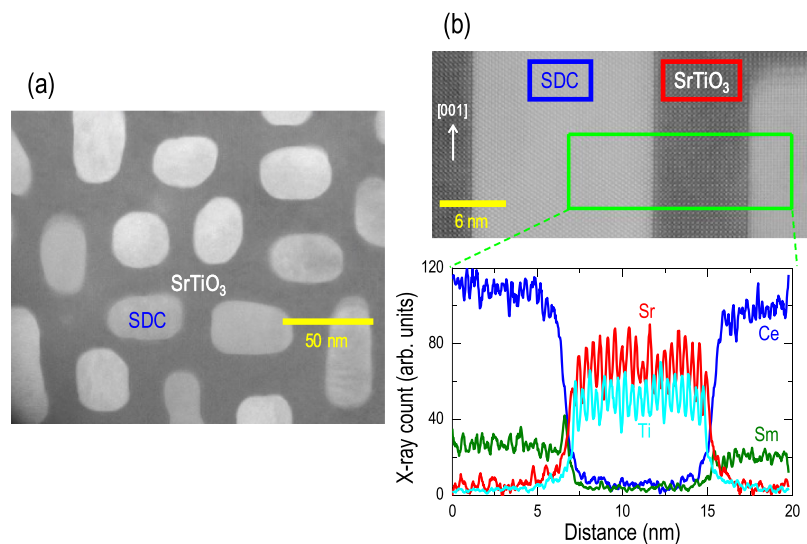 (a)
SrTiO₃
SDC
50 nm
(b)
SDC
SrTiO₃
[001]
6 nm
120
80
40
0
X-ray count (arb. units)
Sr
Ce
Ti
Sm
0
5
10
15
20
Distance (nm)